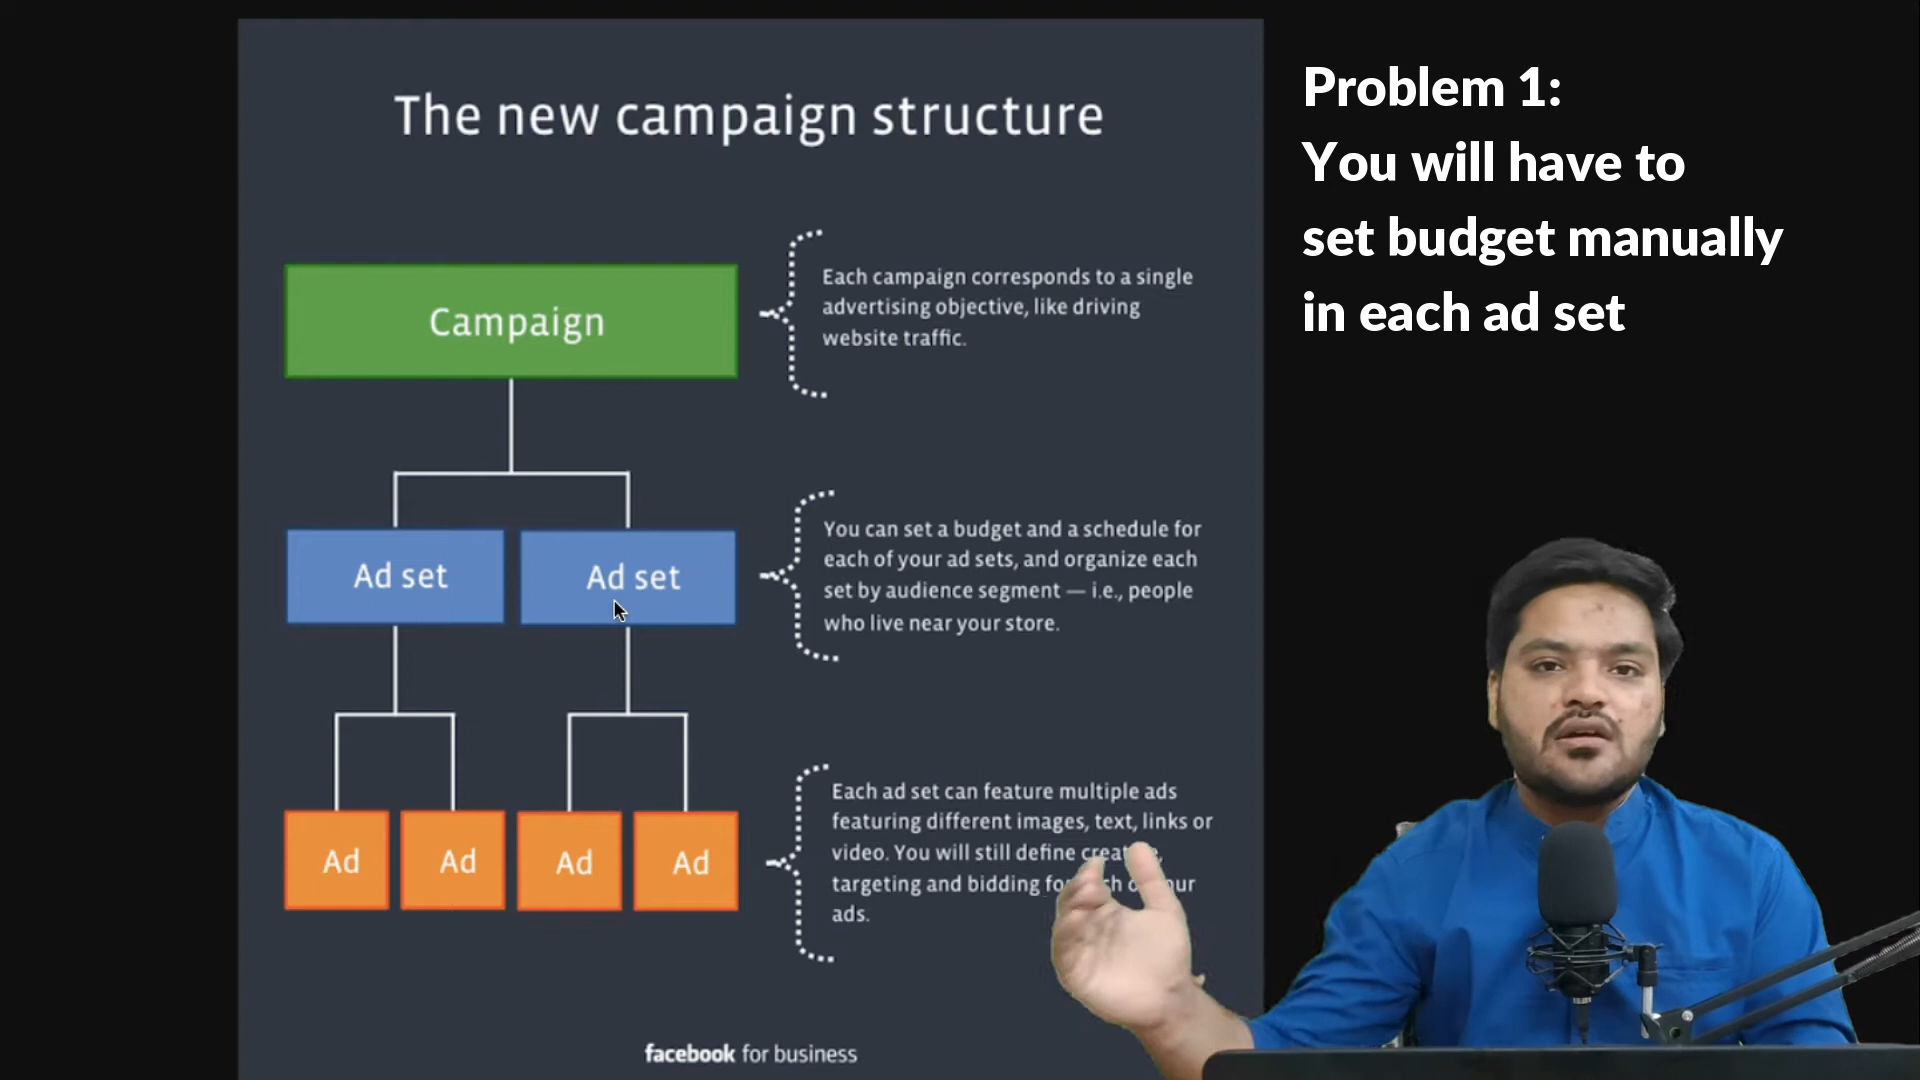 The new campaign structure
Problem 1:
You will have to
set budget manually
in each ad set
Campaign
Each campaign corresponds to a single
advertising objective, like driving
website traffic.
Ad set
Ad set
You can set a budget and a schedule for
each of your ad sets, and organize each
set by audience segment — i.e., people
who live near your store.
Ad
Ad
Ad
Ad
Each ad set can feature multiple ads
featuring different images, text, links or
video. You will still define
targeting and bidding
ads.
facebook for business